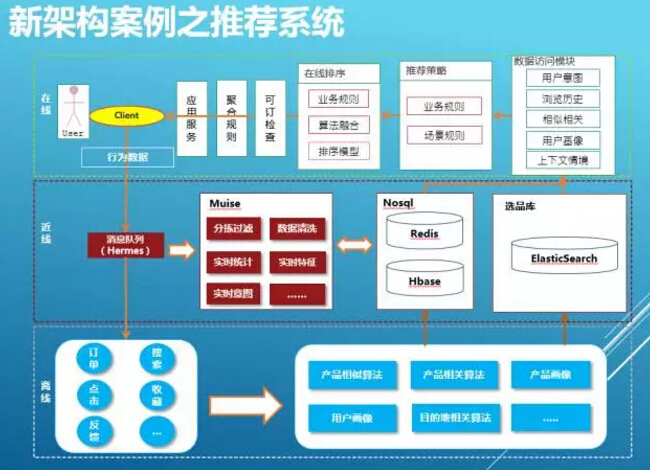 新架构案例之推荐系统
在线
User
Client
行为数据
应用服务
聚合规则
可订检查
在线排序
业务规则
算法融合
排序模型
推荐策略
业务规则
场景规则
数据访问模块
用户意图
浏览历史
相似相关
用户画像
上下文情境
近线
消息队列
(Hermes)
Muise
分拣过滤
数据清洗
实时统计
实时特征
实时意图
......
Nosql
Redis
Hbase
选品库
ElasticSearch
离线
订单
搜索
点击
收藏
反馈
...
产品相似算法
产品相关算法
产品画像
用户画像
目的地相关算法
.....